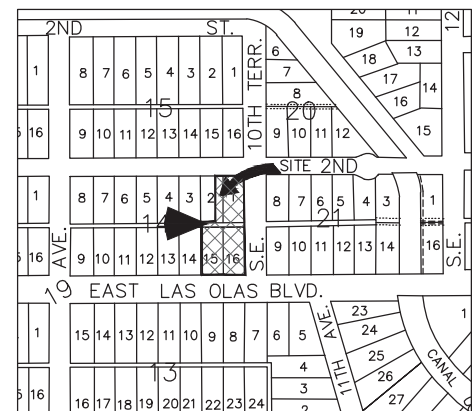 2ND ST. 20 11 12
19 12
1 8 7 6 5 4 3 2 1 6 18 13
7 17 14
15 8 20 16
16 9 10 11 12 13 14 15 16 10TH TERR. 9 10 11 12 15
SITE 2ND
1 8 7 6 5 4 3 2 1 8 7 6 5 4 3 1
14 21
16 AVE. 9 10 11 12 13 14 15 16 S.E. 9 10 11 12 13 14 16 S.E.
19 EAST LAS OLAS BLVD.
1 15 14 13 12 11 10 9 8 7 6 5 11TH AVE. 23 1
24
13 4 25 CANAL
3 26
16 16 17 18 19 20 21 22 23 24 2 27